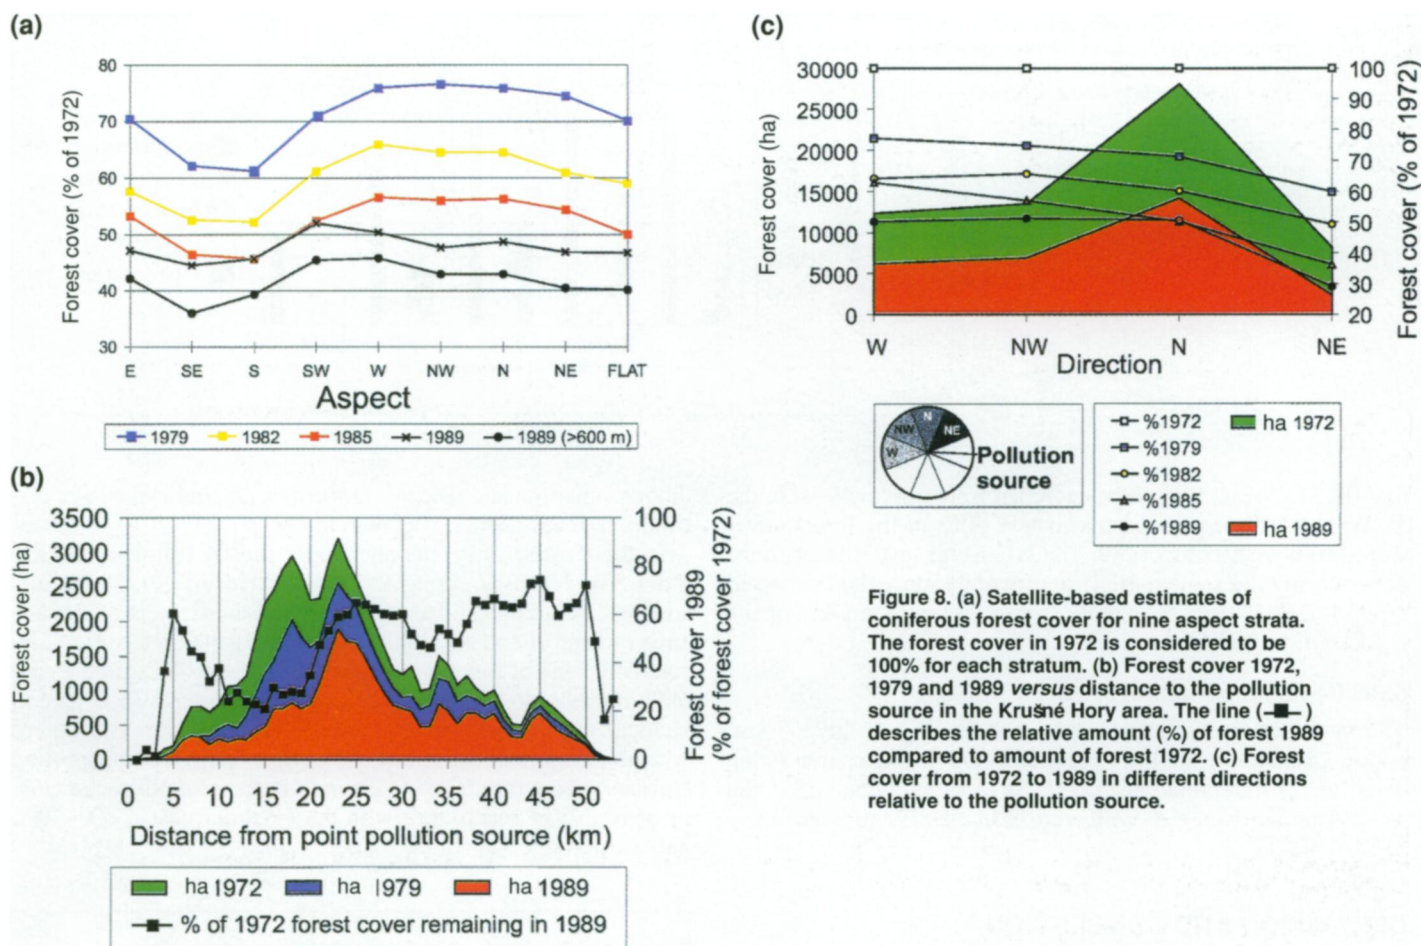 (a)
80
70
60
50
40
30
Forest cover (% of 1972)
E SE S SW W NW N NE FLAT
Aspect
1979 1982 1985 1989 1989 (>600 m)
(b)
3500
3000
2500
2000
1500
1000
500
0
Forest cover (ha)
100
80
60
40
20
0
Forest cover 1989
(% of forest cover 1972)
0 5 10 15 20 25 30 35 40 45 50
Distance from point pollution source (km)
ha 1972 ha 1979 ha 1989
% of 1972 forest cover remaining in 1989
(c)
30000
25000
20000
15000
10000
5000
0
Forest cover (ha)
100
90
80
70
60
50
40
30
20
Forest cover (% of 1972)
W NW N NE
Direction
N
NW
NE
W
Pollution
source
%1972 ha 1972
%1979
%1982
%1985
%1989 ha 1989
Figure 8. (a) Satellite-based estimates of
coniferous forest cover for nine aspect strata.
The forest cover in 1972 is considered to be
100% for each stratum. (b) Forest cover 1972,
1979 and 1989 versus distance to the pollution
source in the Krušné Hory area. The line ( )
describes the relative amount (%) of forest 1989
compared to amount of forest 1972. (c) Forest
cover from 1972 to 1989 in different directions
relative to the pollution source.